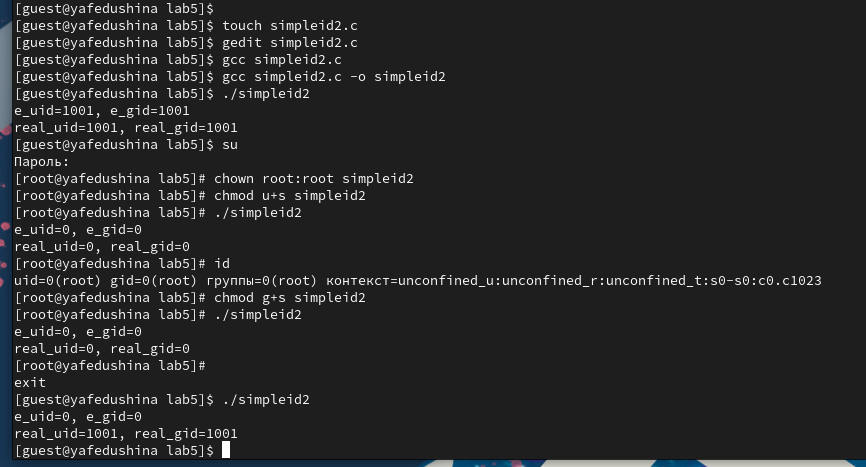 [guest@yafedushina lab5]$
[guest@yafedushina lab5]$ touch simpleid2.c
[guest@yafedushina lab5]$ gedit simpleid2.c
[guest@yafedushina lab5]$ gcc simpleid2.c
[guest@yafedushina lab5]$ gcc simpleid2.c -o simpleid2
[guest@yafedushina lab5]$ ./simpleid2
e_uid=1001, e_gid=1001
real_uid=1001, real_gid=1001
[guest@yafedushina lab5]$ su
Пароль:
[root@yafedushina lab5]# chown root:root simpleid2
[root@yafedushina lab5]# chmod u+s simpleid2
[root@yafedushina lab5]# ./simpleid2
e_uid=0, e_gid=0
real_uid=0, real_gid=0
[root@yafedushina lab5]# id
uid=0(root) gid=0(root) группы=0(root) контекст=unconfined_u:unconfined_r:unconfined_t:s0-s0:c0.c1023
[root@yafedushina lab5]# chmod g+s simpleid2
[root@yafedushina lab5]# ./simpleid2
e_uid=0, e_gid=0
real_uid=0, real_gid=0
[root@yafedushina lab5]#
exit
[guest@yafedushina lab5]$ ./simpleid2
e_uid=0, e_gid=0
real_uid=1001, real_gid=1001
[guest@yafedushina lab5]$